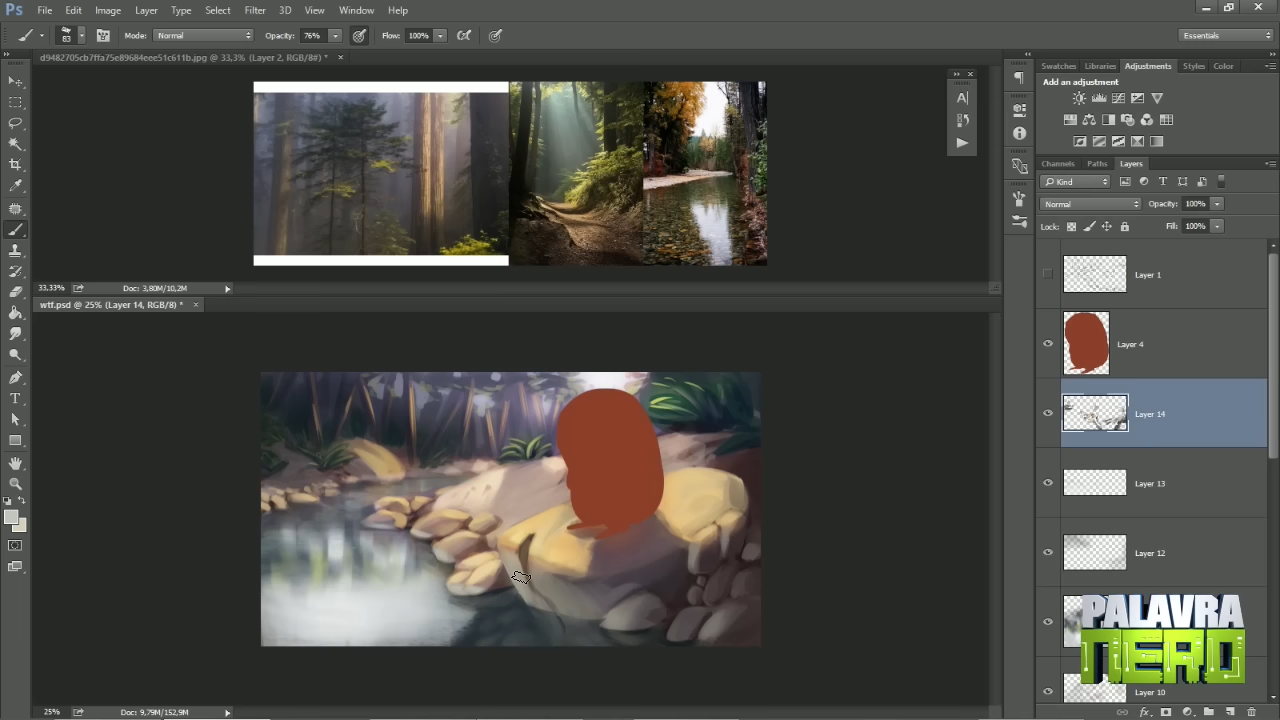 Ps File Edit Image Layer Type Select Filter 3D View Window Help
83 Mode: Normal Opacity: 76% Flow: 100% Essentials
d9482705cb7ffa75e89684eee51c611b.jpg @ 33,3% (Layer 2, RGB/8#) * ×
Swatches Libraries Adjustments Styles Color
Add an adjustment
Channels Paths Layers
Kind
Normal Opacity: 100%
Lock: Fill: 100%
Layer 1
33,33% Doc: 3,80M/10,2M
wtf.psd @ 25% (Layer 14, RGB/8) * ×
Layer 4
Layer 14
Layer 13
Layer 12
PALAVRA
NERD
Layer 10
25% Doc: 9,79M/152,9M